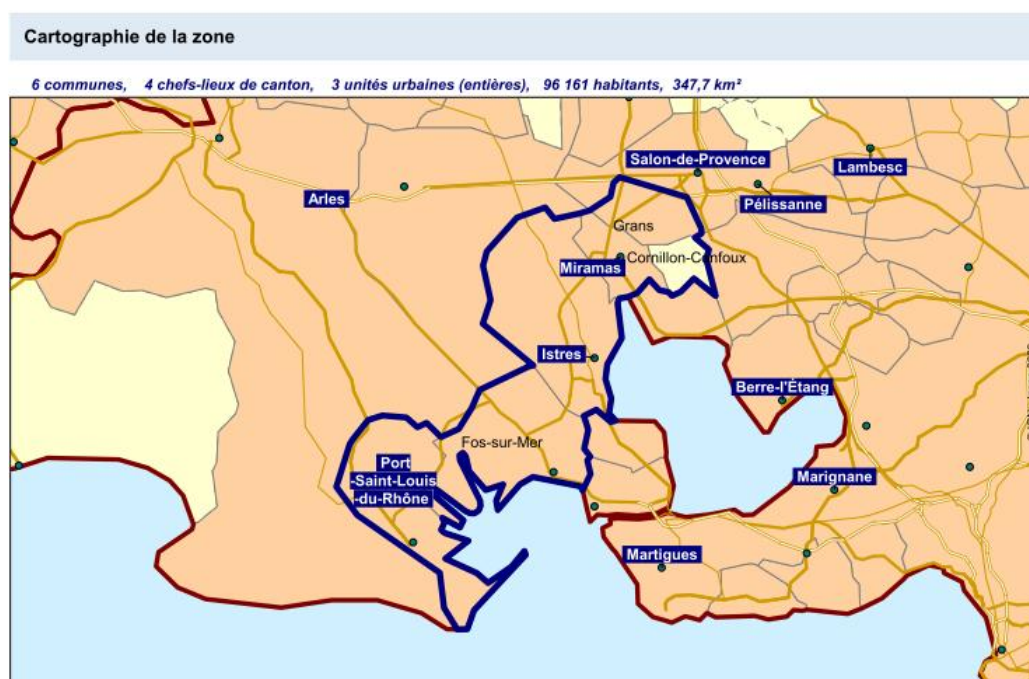 Cartographie de la zone
6 communes, 4 chefs-lieux de canton, 3 unités urbaines (entières), 96 161 habitants, 347,7 km²
Salon-de-Provence
Lambesc
Arles
Pélissanne
Grans
Cornillon-Confoux
Miramas
Istres
Berre-l'Étang
Fos-sur-Mer
Port
-Saint-Louis
-du-Rhône
Marignane
Martigues